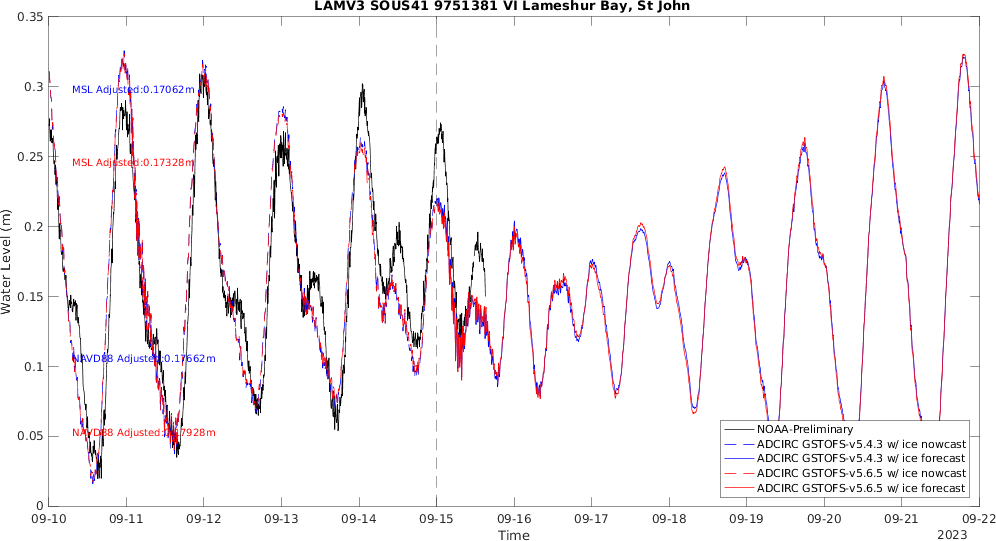 LAMV3 SOUS41 9751381 VI Lameshur Bay, St John
0.35
0.3
0.25
0.2
0.15
0.1
0.05
0
Water Level (m)
MSL Adjusted:0.17062m
MSL Adjusted:0.17328m
NAVD88 Adjusted:0.17662m
NAVD88 Adjusted:0.17928m
NOAA-Preliminary
ADCIRC GSTOFS-v5.4.3 w/ ice nowcast
ADCIRC GSTOFS-v5.4.3 w/ ice forecast
ADCIRC GSTOFS-v5.6.5 w/ ice nowcast
ADCIRC GSTOFS-v5.6.5 w/ ice forecast
09-10 09-11 09-12 09-13 09-14 09-15 09-16 09-17 09-18 09-19 09-20 09-21 09-22
Time
2023